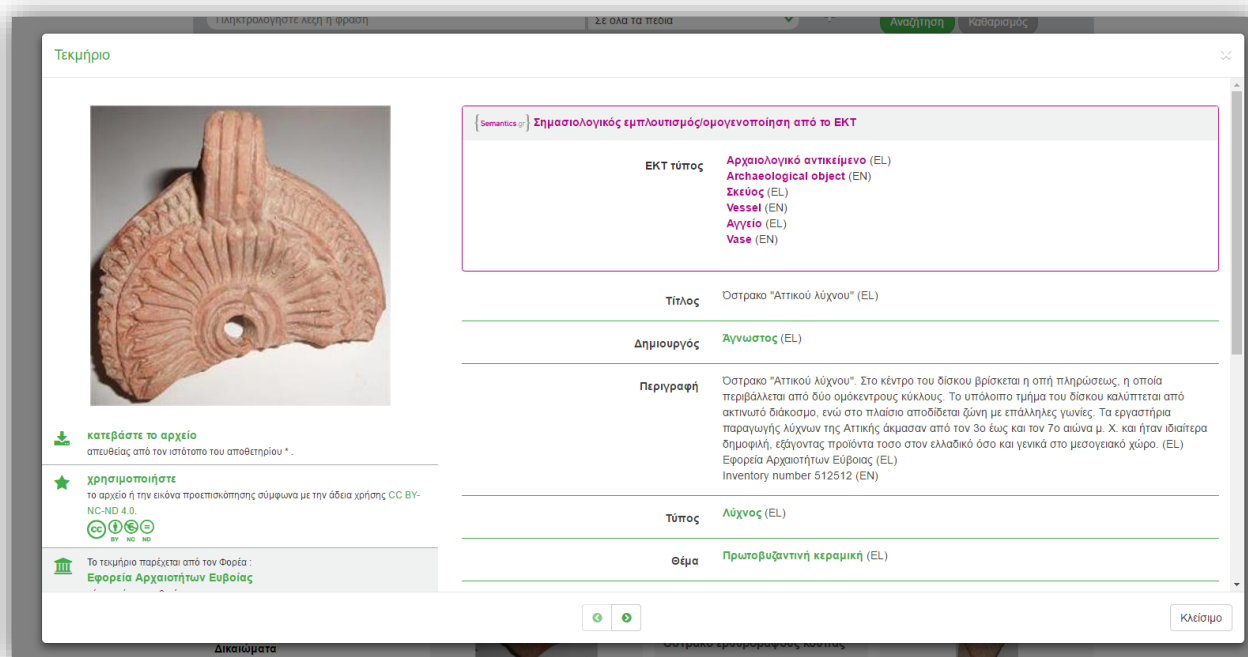 Πληκτρολογήστε λέξη ή φράση
Σε όλα τα πεδία
Αναζήτηση
Καθαρισμός
Τεκμήριο
{Semantics.gr} Σημασιολογικός εμπλουτισμός/ομογενοποίηση από το ΕΚΤ
ΕΚΤ τύπος
Αρχαιολογικό αντικείμενο (EL)
Archaeological object (EN)
Σκεύος (EL)
Vessel (EN)
Αγγείο (EL)
Vase (EN)
Τίτλος
Όστρακο "Αττικού λύχνου" (EL)
Δημιουργός
Άγνωστος (EL)
Περιγραφή
Όστρακο "Αττικού λύχνου". Στο κέντρο του δίσκου βρίσκεται η οπή πληρώσεως, η οποία
περιβάλλεται από δύο ομόκεντρους κύκλους. Το υπόλοιπο τμήμα του δίσκου καλύπτεται από
ακτινωτό διάκοσμο, ενώ στο πλαίσιο αποδίδεται ζώνη με επάλληλες γωνίες. Τα εργαστήρια
παραγωγής λύχνων της Αττικής άκμασαν από τον 3ο έως και τον 7ο αιώνα μ. Χ. και ήταν ιδιαίτερα
δημοφιλή, εξάγοντας προϊόντα τοσο στον ελλαδικό όσο και γενικά στο μεσογειακό χώρο. (EL)
Εφορεία Αρχαιοτήτων Εύβοιας (EL)
Inventory number 512512 (EN)
Τύπος
Λύχνος (EL)
Θέμα
Πρωτοβυζαντινή κεραμική (EL)
κατεβάστε το αρχείο
απευθείας από τον ιστότοπο του αποθετηρίου * .
χρησιμοποιήστε
το αρχείο ή την εικόνα προεπισκόπησης σύμφωνα με την άδεια χρήσης CC BY-
NC-ND 4.0.
cc
BY NC ND
Το τεκμήριο παρέχεται από τον Φορέα :
Εφορεία Αρχαιοτήτων Ευβοίας
Κλείσιμο
Δικαιώματα
Όστρακο ερυθρόμορφους κούπας